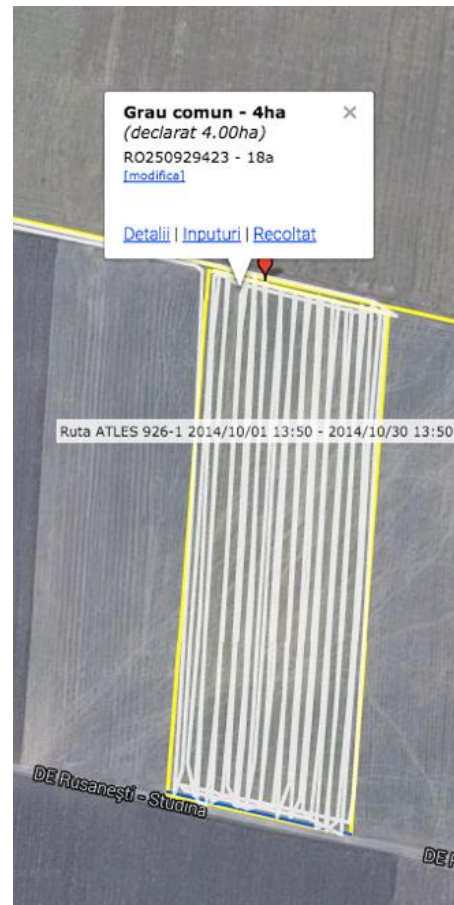 Grau comun - 4ha
(declarat 4.00ha)
RO250929423 - 18a
[modifica]
Detalii | Inputuri | Recoltat
Ruta ATLES 926-1 2014/10/01 13:50 - 2014/10/30 13:50
DE Rusanești - Studina
DE